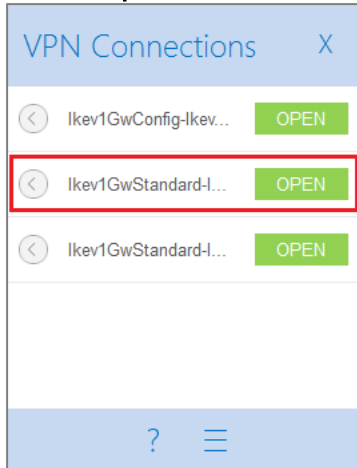 VPN Connections X
Ikev1GwConfig-Ikev... OPEN
Ikev1GwStandard-I... OPEN
Ikev1GwStandard-I... OPEN
?